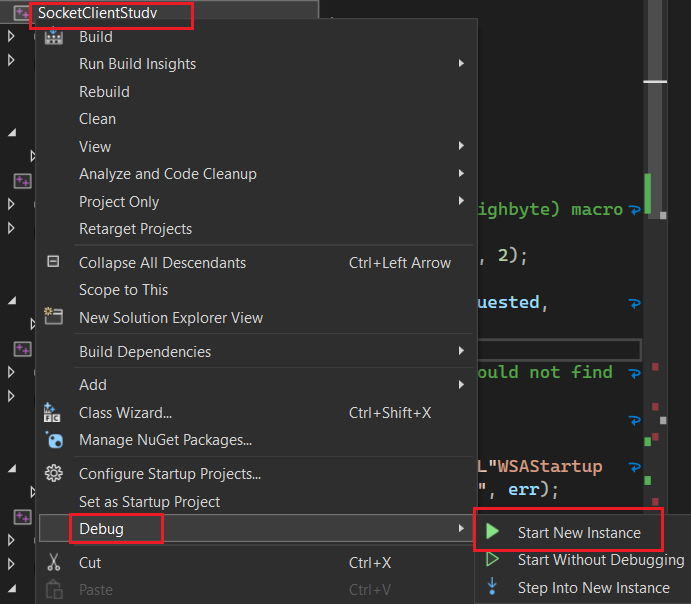 SocketClientStudy
Build
Run Build Insights
Rebuild
Clean
View
Analyze and Code Cleanup
Project Only
ighbyte) macro
Retarget Projects
, 2);
Collapse All Descendants Ctrl+Left Arrow
Scope to This
uested,
New Solution Explorer View
Build Dependencies
ould not find
Add
Class Wizard... Ctrl+Shift+X
Manage NuGet Packages...
L"WSAStartup
Configure Startup Projects...
", err);
Set as Startup Project
Debug
Start New Instance
Cut Ctrl+X
Start Without Debugging
Paste Ctrl+V
Step Into New Instance